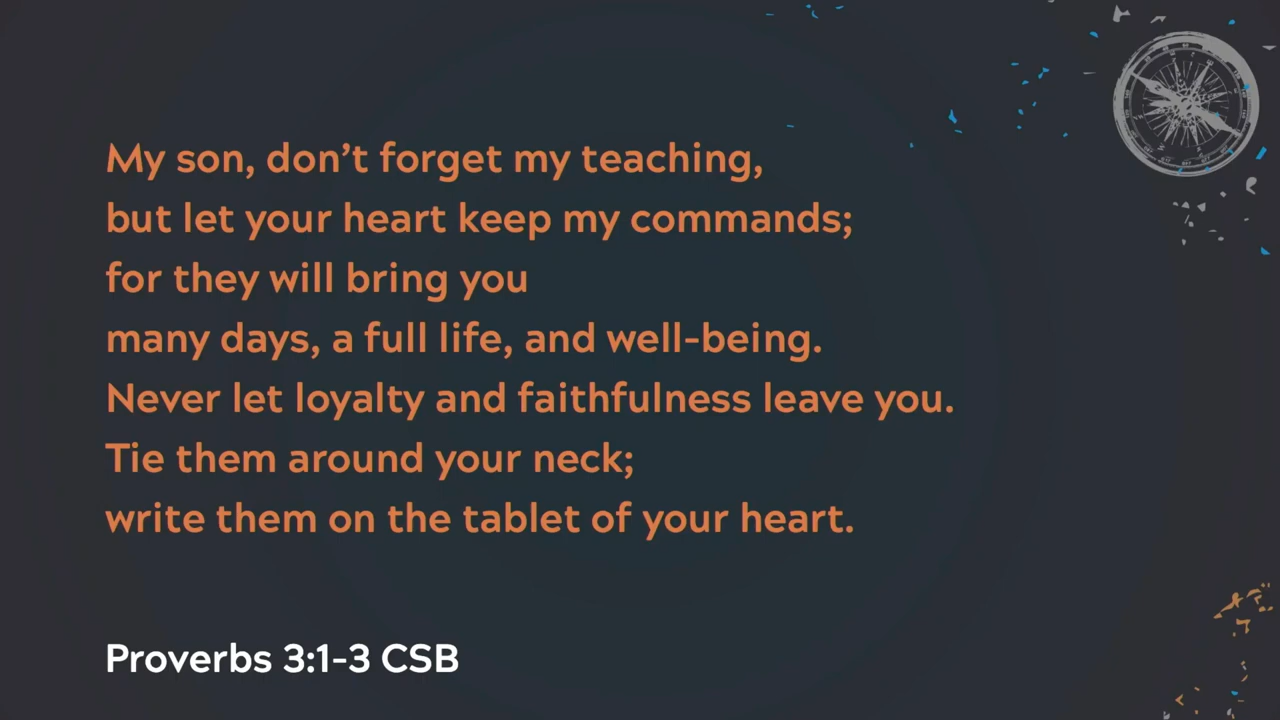 My son, don’t forget my teaching,
but let your heart keep my commands;
for they will bring you
many days, a full life, and well-being.
Never let loyalty and faithfulness leave you.
Tie them around your neck;
write them on the tablet of your heart.
Proverbs 3:1-3 CSB